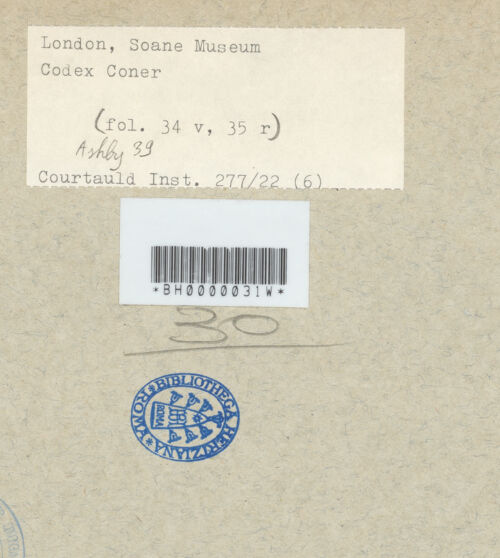 London, Soane Museum
Codex Coner
(fol. 34 v, 35 r)
Ashby 39
Courtauld Inst. 277/22 (6)
*BH0000031W*
30
ROMA * BIBLIOTHECA HERTZIANA *
ROMA